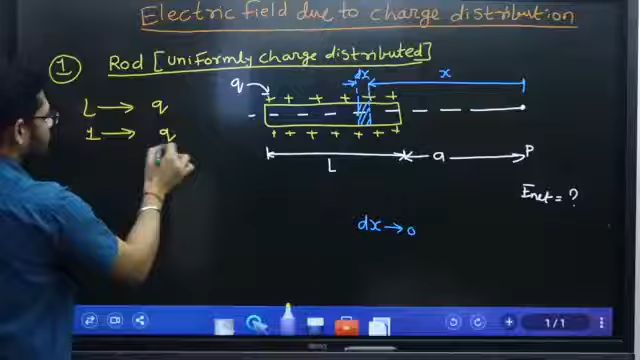 Electric field due to charge distribution
1 Rod [uniformly charge distributed]
dx
q x
+ + + + + +
L → q
- - - - - -
1 → q
+ + + + + +
L a P
Enet = ?
dx → 0
1/1